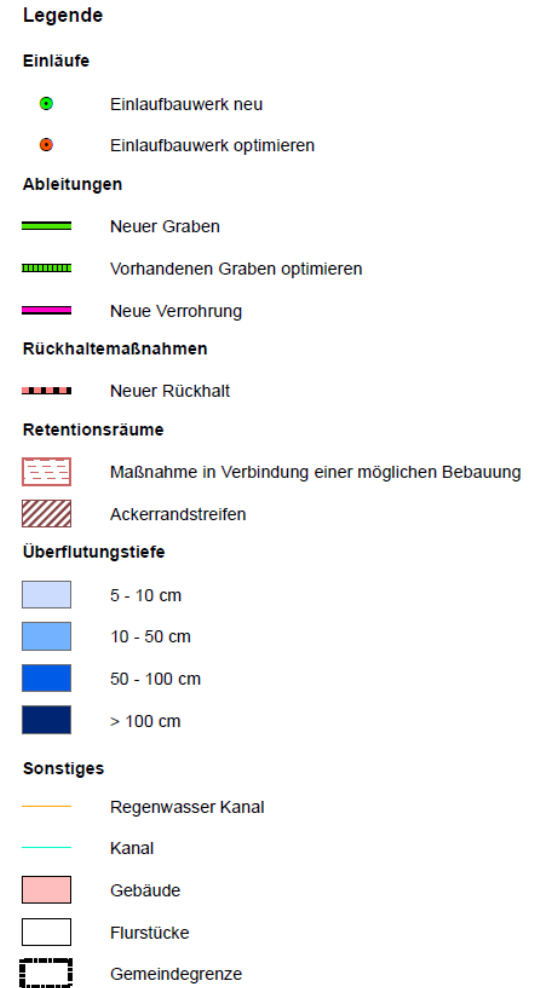 Legende
Einläufe
Einlaufbauwerk neu
Einlaufbauwerk optimieren
Ableitungen
Neuer Graben
Vorhandenen Graben optimieren
Neue Verrohrung
Rückhaltemaßnahmen
Neuer Rückhalt
Retentionsräume
Maßnahme in Verbindung einer möglichen Bebauung
Ackerrandstreifen
Überflutungstiefe
5 - 10 cm
10 - 50 cm
50 - 100 cm
> 100 cm
Sonstiges
Regenwasser Kanal
Kanal
Gebäude
Flurstücke
Gemeindegrenze